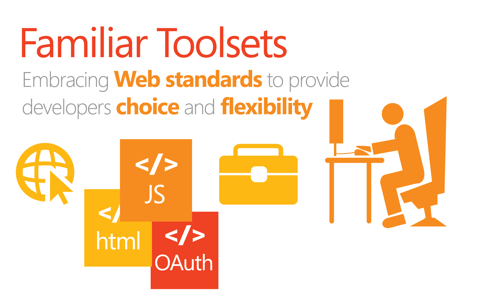 Familiar Toolsets
Embracing Web standards to provide
developers choice and flexibility
</>
JS
</>
html
</>
OAuth